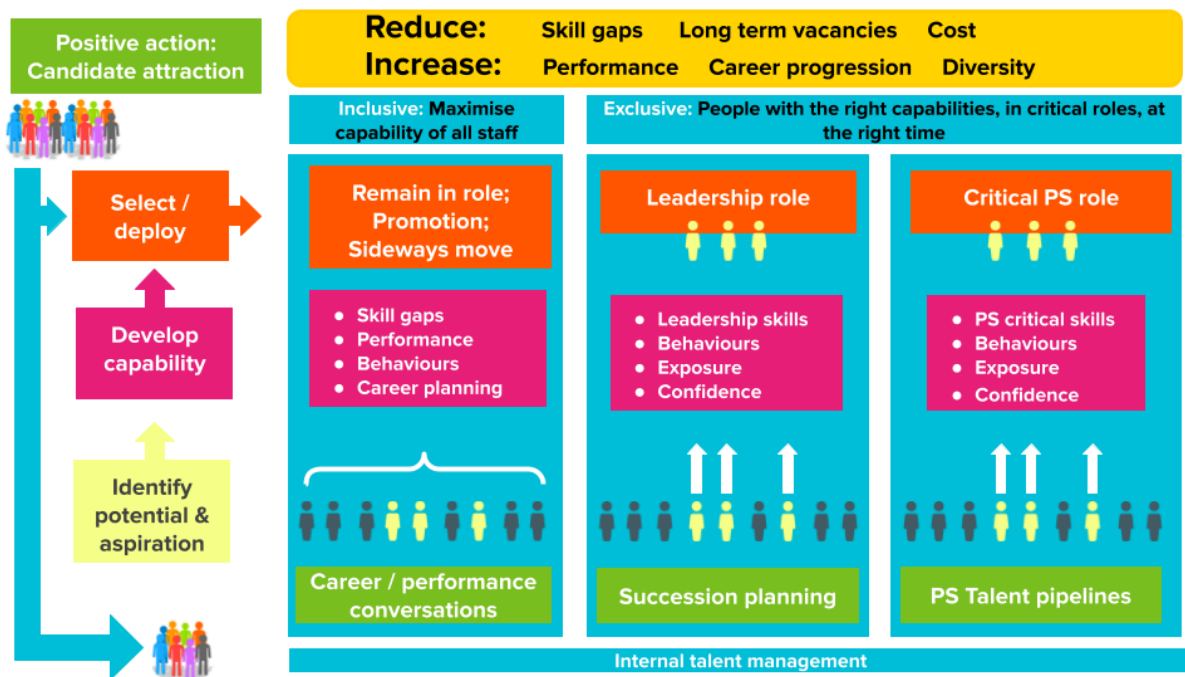 Positive action:
Candidate attraction
Reduce: Skill gaps Long term vacancies Cost
Increase: Performance Career progression Diversity
Inclusive: Maximise
capability of all staff
Exclusive: People with the right capabilities, in critical roles, at
the right time
Select /
deploy
Develop
capability
Identify
potential &
aspiration
Remain in role;
Promotion;
Sideways move
● Skill gaps
● Performance
● Behaviours
● Career planning
Career / performance
conversations
Leadership role
● Leadership skills
● Behaviours
● Exposure
● Confidence
Succession planning
Critical PS role
● PS critical skills
● Behaviours
● Exposure
● Confidence
PS Talent pipelines
Internal talent management